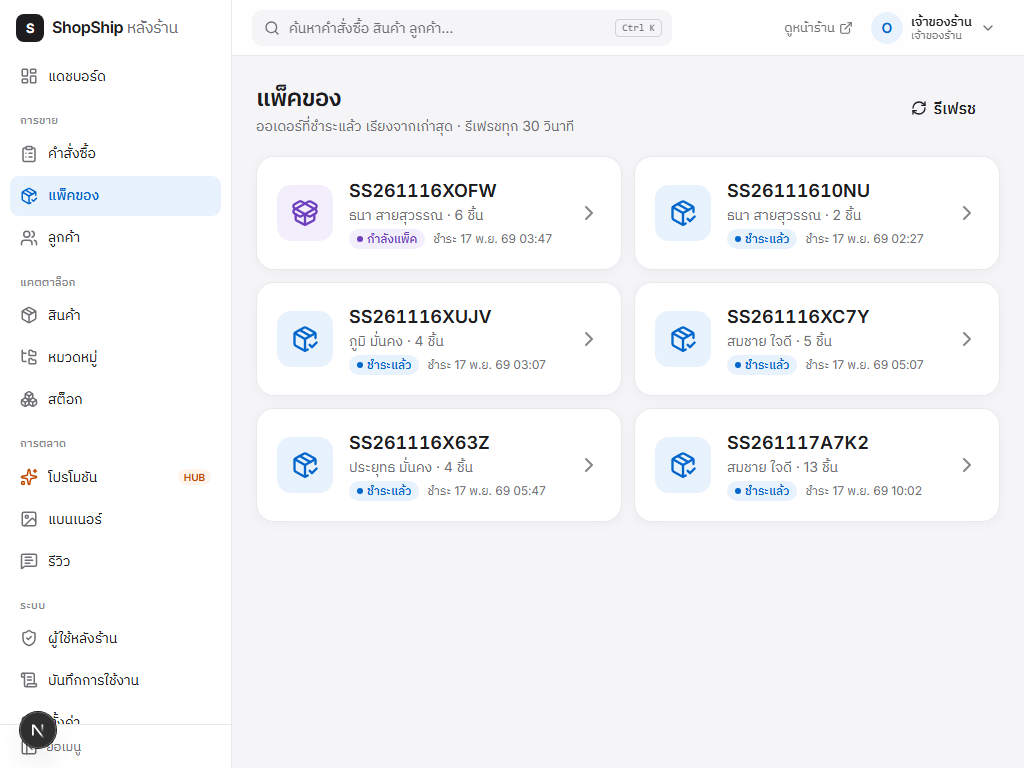 S ShopShip หลังร้าน
ค้นหาคำสั่งซื้อ สินค้า ลูกค้า... Ctrl K
ดูหน้าร้าน
O
เจ้าของร้าน
เจ้าของร้าน
แดชบอร์ด
การขาย
คำสั่งซื้อ
แพ็คของ
ลูกค้า
แคตตาล็อก
สินค้า
หมวดหมู่
สต็อก
การตลาด
โปรโมชัน HUB
แบนเนอร์
รีวิว
ระบบ
ผู้ใช้หลังร้าน
บันทึกการใช้งาน
N
แพ็คของ
ออเดอร์ที่ชำระแล้ว เรียงจากเก่าสุด · รีเฟรชทุก 30 วินาที
รีเฟรช
SS261116XOFW
ธนา สายสุวรรณ · 6 ชิ้น
กำลังแพ็ค ชำระ 17 พ.ย. 69 03:47
SS26111610NU
ธนา สายสุวรรณ · 2 ชิ้น
ชำระแล้ว ชำระ 17 พ.ย. 69 02:27
SS261116XUJV
ภูมิ มั่นคง · 4 ชิ้น
ชำระแล้ว ชำระ 17 พ.ย. 69 03:07
SS261116XC7Y
สมชาย ใจดี · 5 ชิ้น
ชำระแล้ว ชำระ 17 พ.ย. 69 05:07
SS261116X63Z
ประยุทธ มั่นคง · 4 ชิ้น
ชำระแล้ว ชำระ 17 พ.ย. 69 05:47
SS261117A7K2
สมชาย ใจดี · 13 ชิ้น
ชำระแล้ว ชำระ 17 พ.ย. 69 10:02